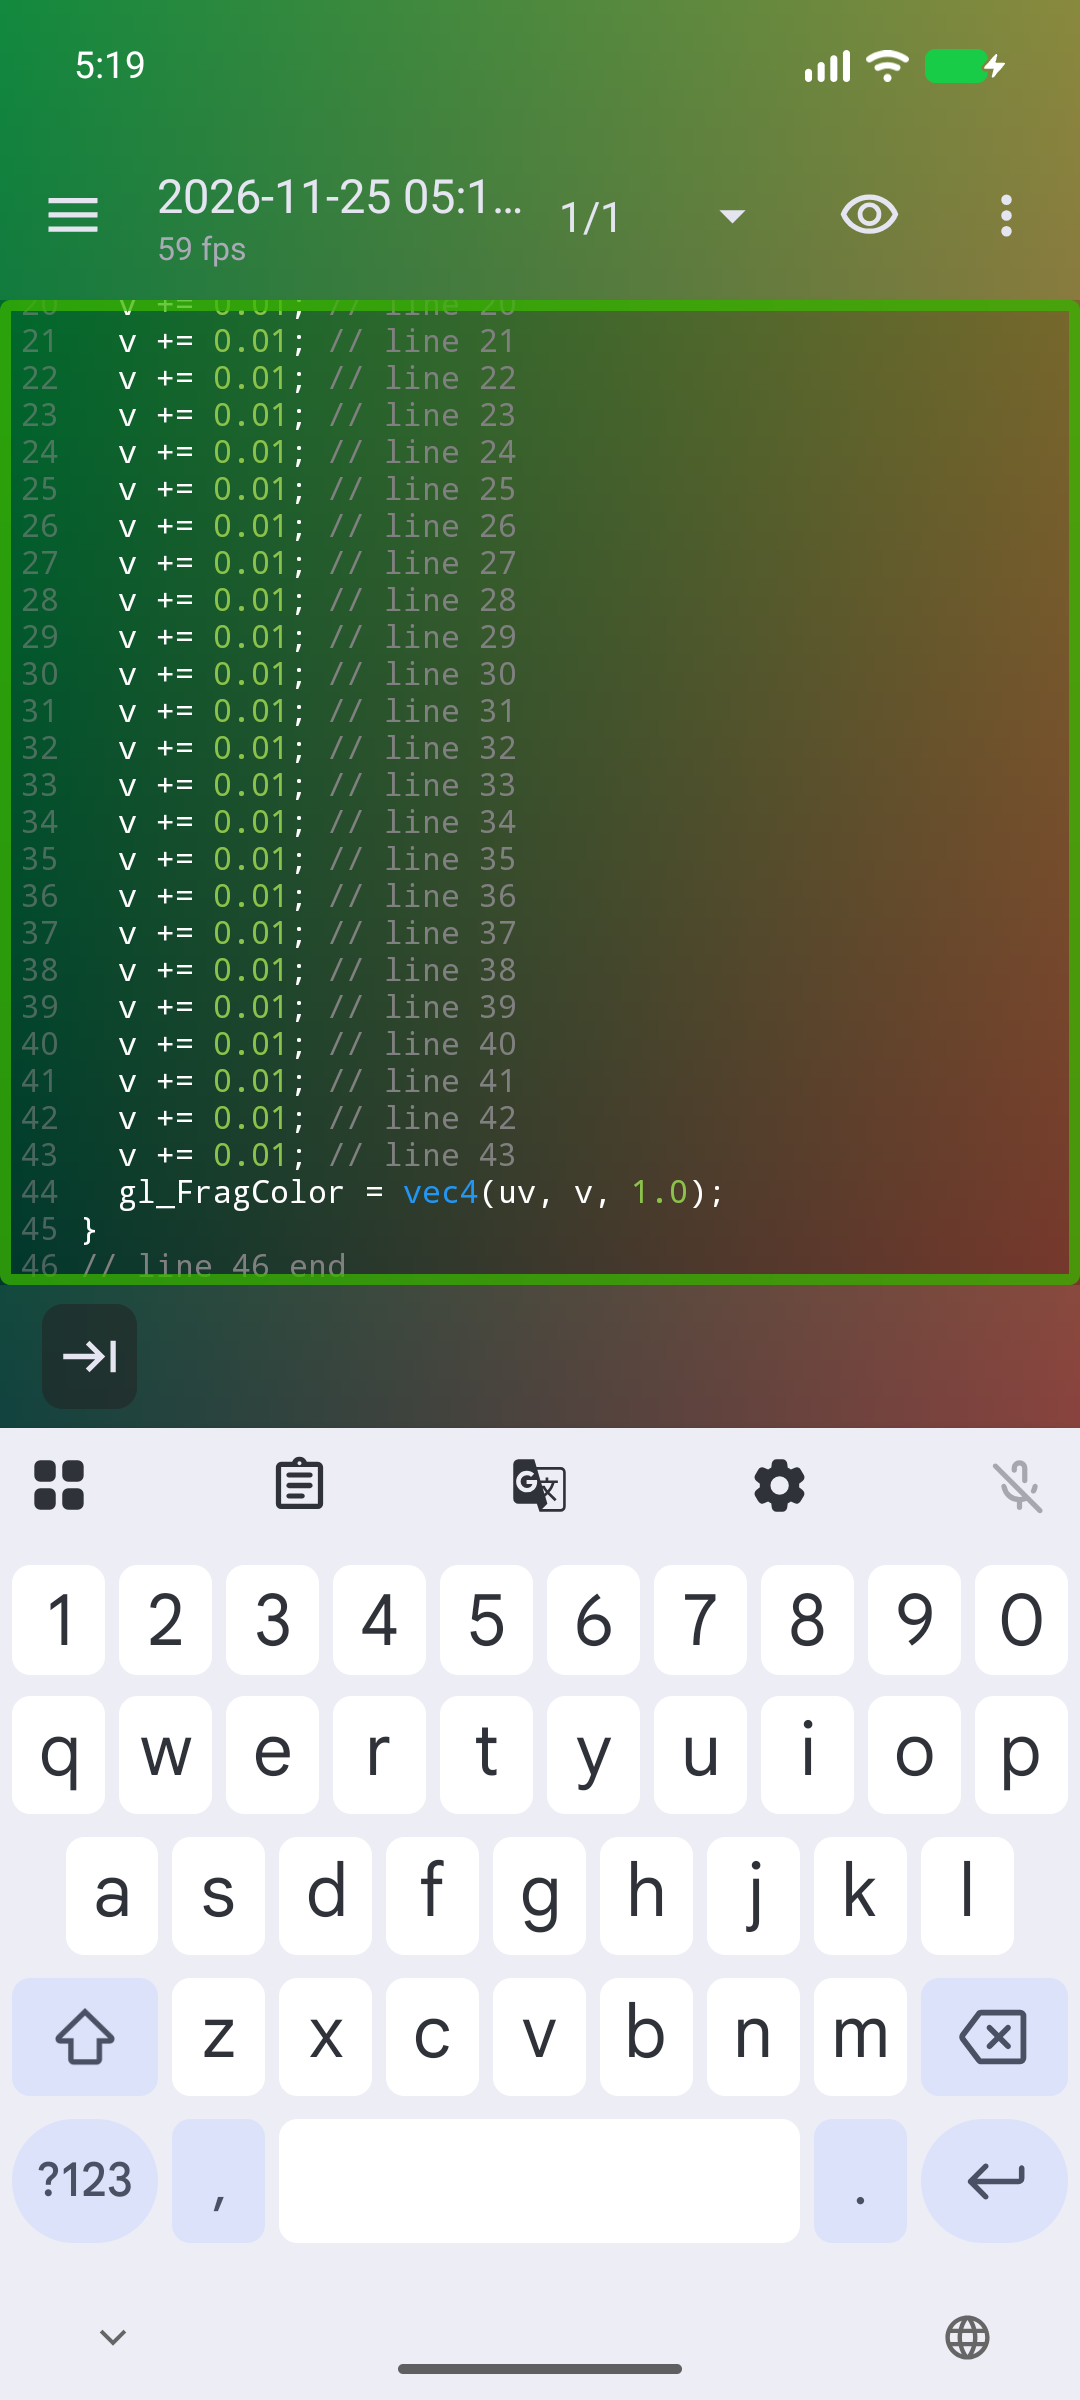 5:19
2026-11-25 05:1…
1/1
59 fps
20 v += 0.01; // line 20
21 v += 0.01; // line 21
22 v += 0.01; // line 22
23 v += 0.01; // line 23
24 v += 0.01; // line 24
25 v += 0.01; // line 25
26 v += 0.01; // line 26
27 v += 0.01; // line 27
28 v += 0.01; // line 28
29 v += 0.01; // line 29
30 v += 0.01; // line 30
31 v += 0.01; // line 31
32 v += 0.01; // line 32
33 v += 0.01; // line 33
34 v += 0.01; // line 34
35 v += 0.01; // line 35
36 v += 0.01; // line 36
37 v += 0.01; // line 37
38 v += 0.01; // line 38
39 v += 0.01; // line 39
40 v += 0.01; // line 40
41 v += 0.01; // line 41
42 v += 0.01; // line 42
43 v += 0.01; // line 43
44 gl_FragColor = vec4(uv, v, 1.0);
45 }
46 // line 46 end
G文
1 2 3 4 5 6 7 8 9 0
q w e r t y u i o p
a s d f g h j k l
z x c v b n m
?123 , .